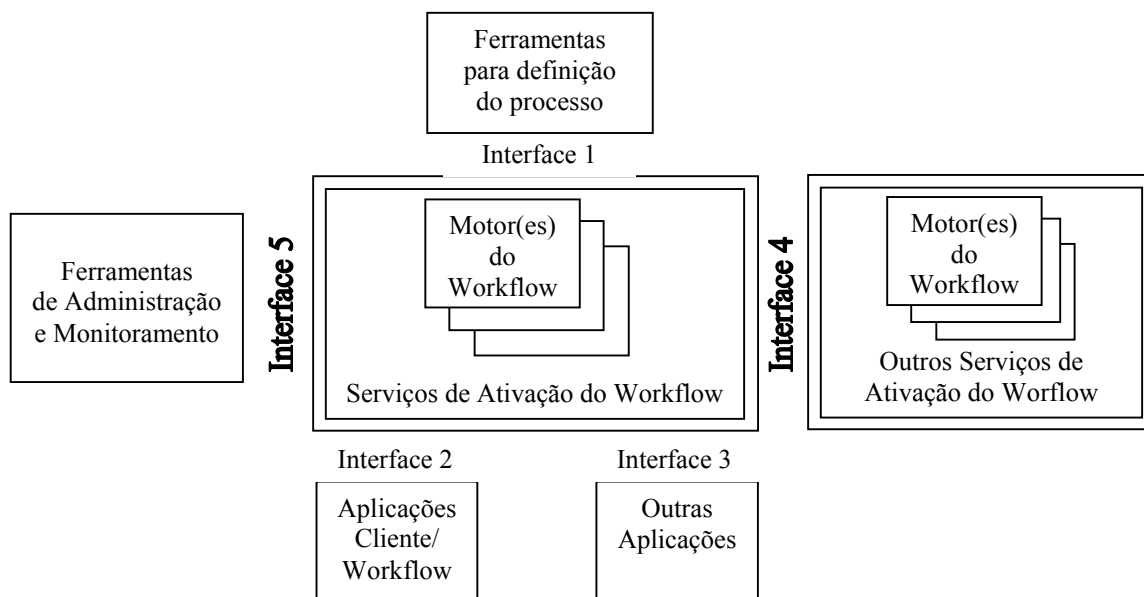 Ferramentas
para definição
do processo
Interface 1
Ferramentas
de Administração
e Monitoramento
Interface 5
Motor(es)
do
Workflow
Serviços de Ativação do Workflow
Interface 4
Motor(es)
do
Workflow
Outros Serviços de
Ativação do Worflow
Interface 2
Aplicações
Cliente/
Workflow
Interface 3
Outras
Aplicações